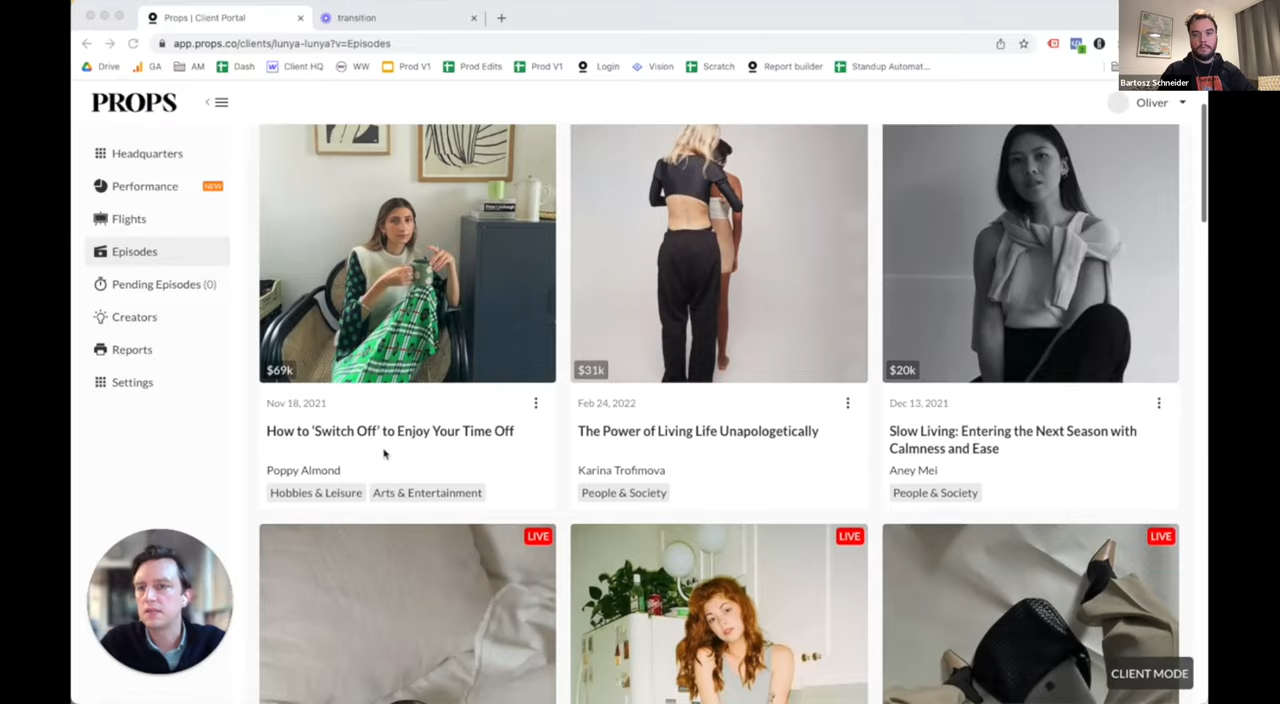 Props | Client Portal
transition
app.props.co/clients/lunya-lunya?v=Episodes
Drive GA AM Dash Client HQ WW Prod V1 Prod Edits Prod V1 Login Vision Scratch Report builder Standup Automat...
Bartosz Schneider
PROPS
Oliver
Headquarters
Performance NEW
Flights
Episodes
Pending Episodes (0)
Creators
Reports
Settings
$69k
$31k
$20k
Nov 18, 2021
How to ‘Switch Off’ to Enjoy Your Time Off
Poppy Almond
Hobbies & Leisure Arts & Entertainment
Feb 24, 2022
The Power of Living Life Unapologetically
Karina Trofimova
People & Society
Dec 13, 2021
Slow Living: Entering the Next Season with
Calmness and Ease
Aney Mei
People & Society
LIVE
LIVE
LIVE
CLIENT MODE